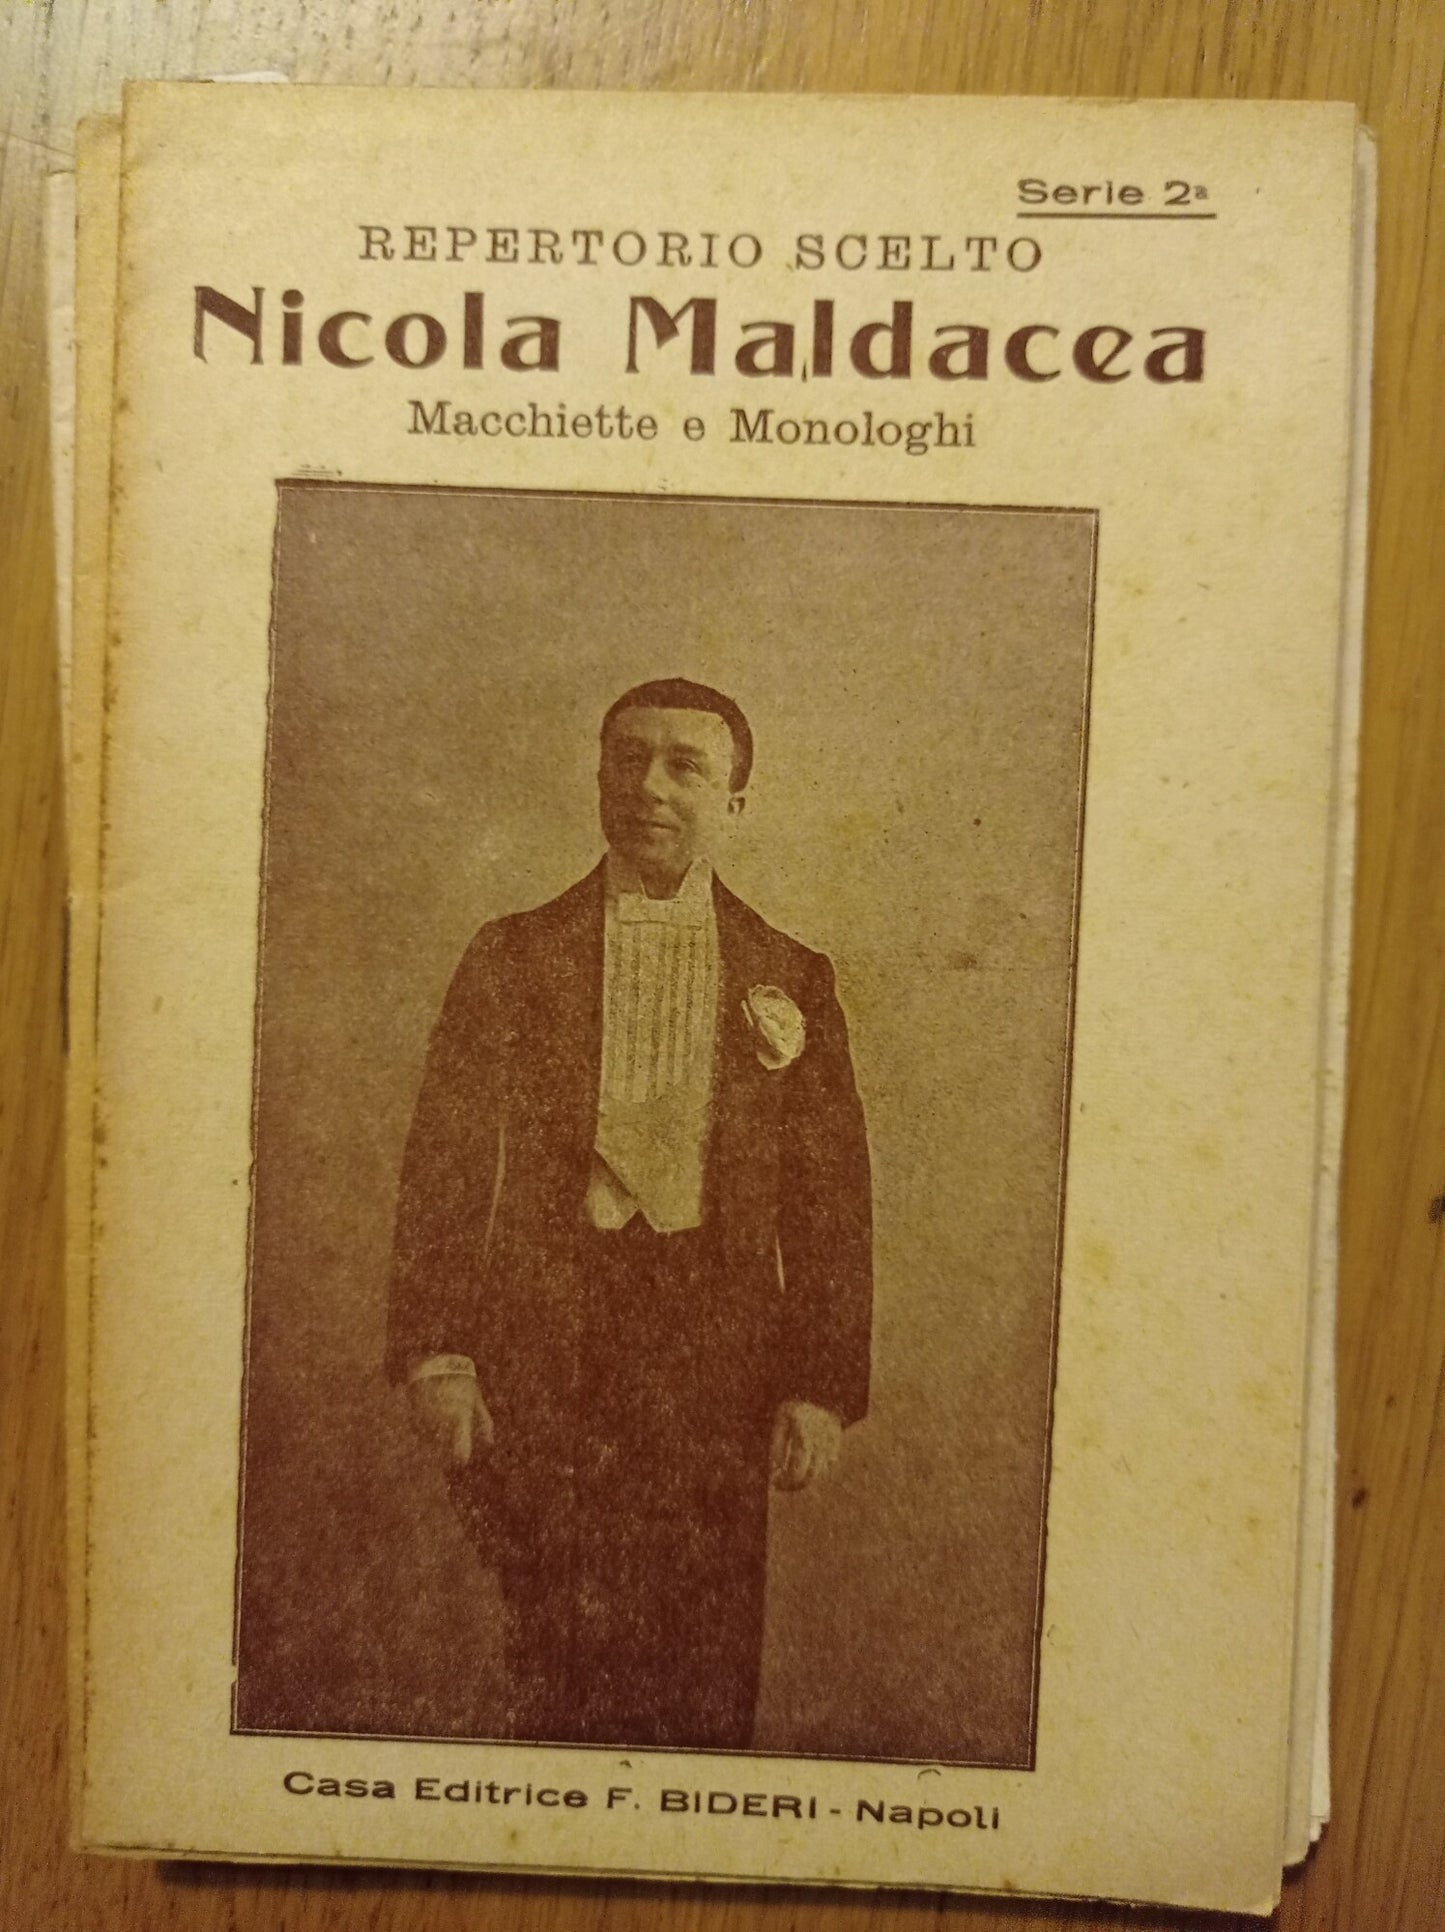 Serie 2ª
REPERTORIO SCELTO
Nicola Maldacea
Macchiette e Monologhi
Casa Editrice F. BIDERI - Napoli